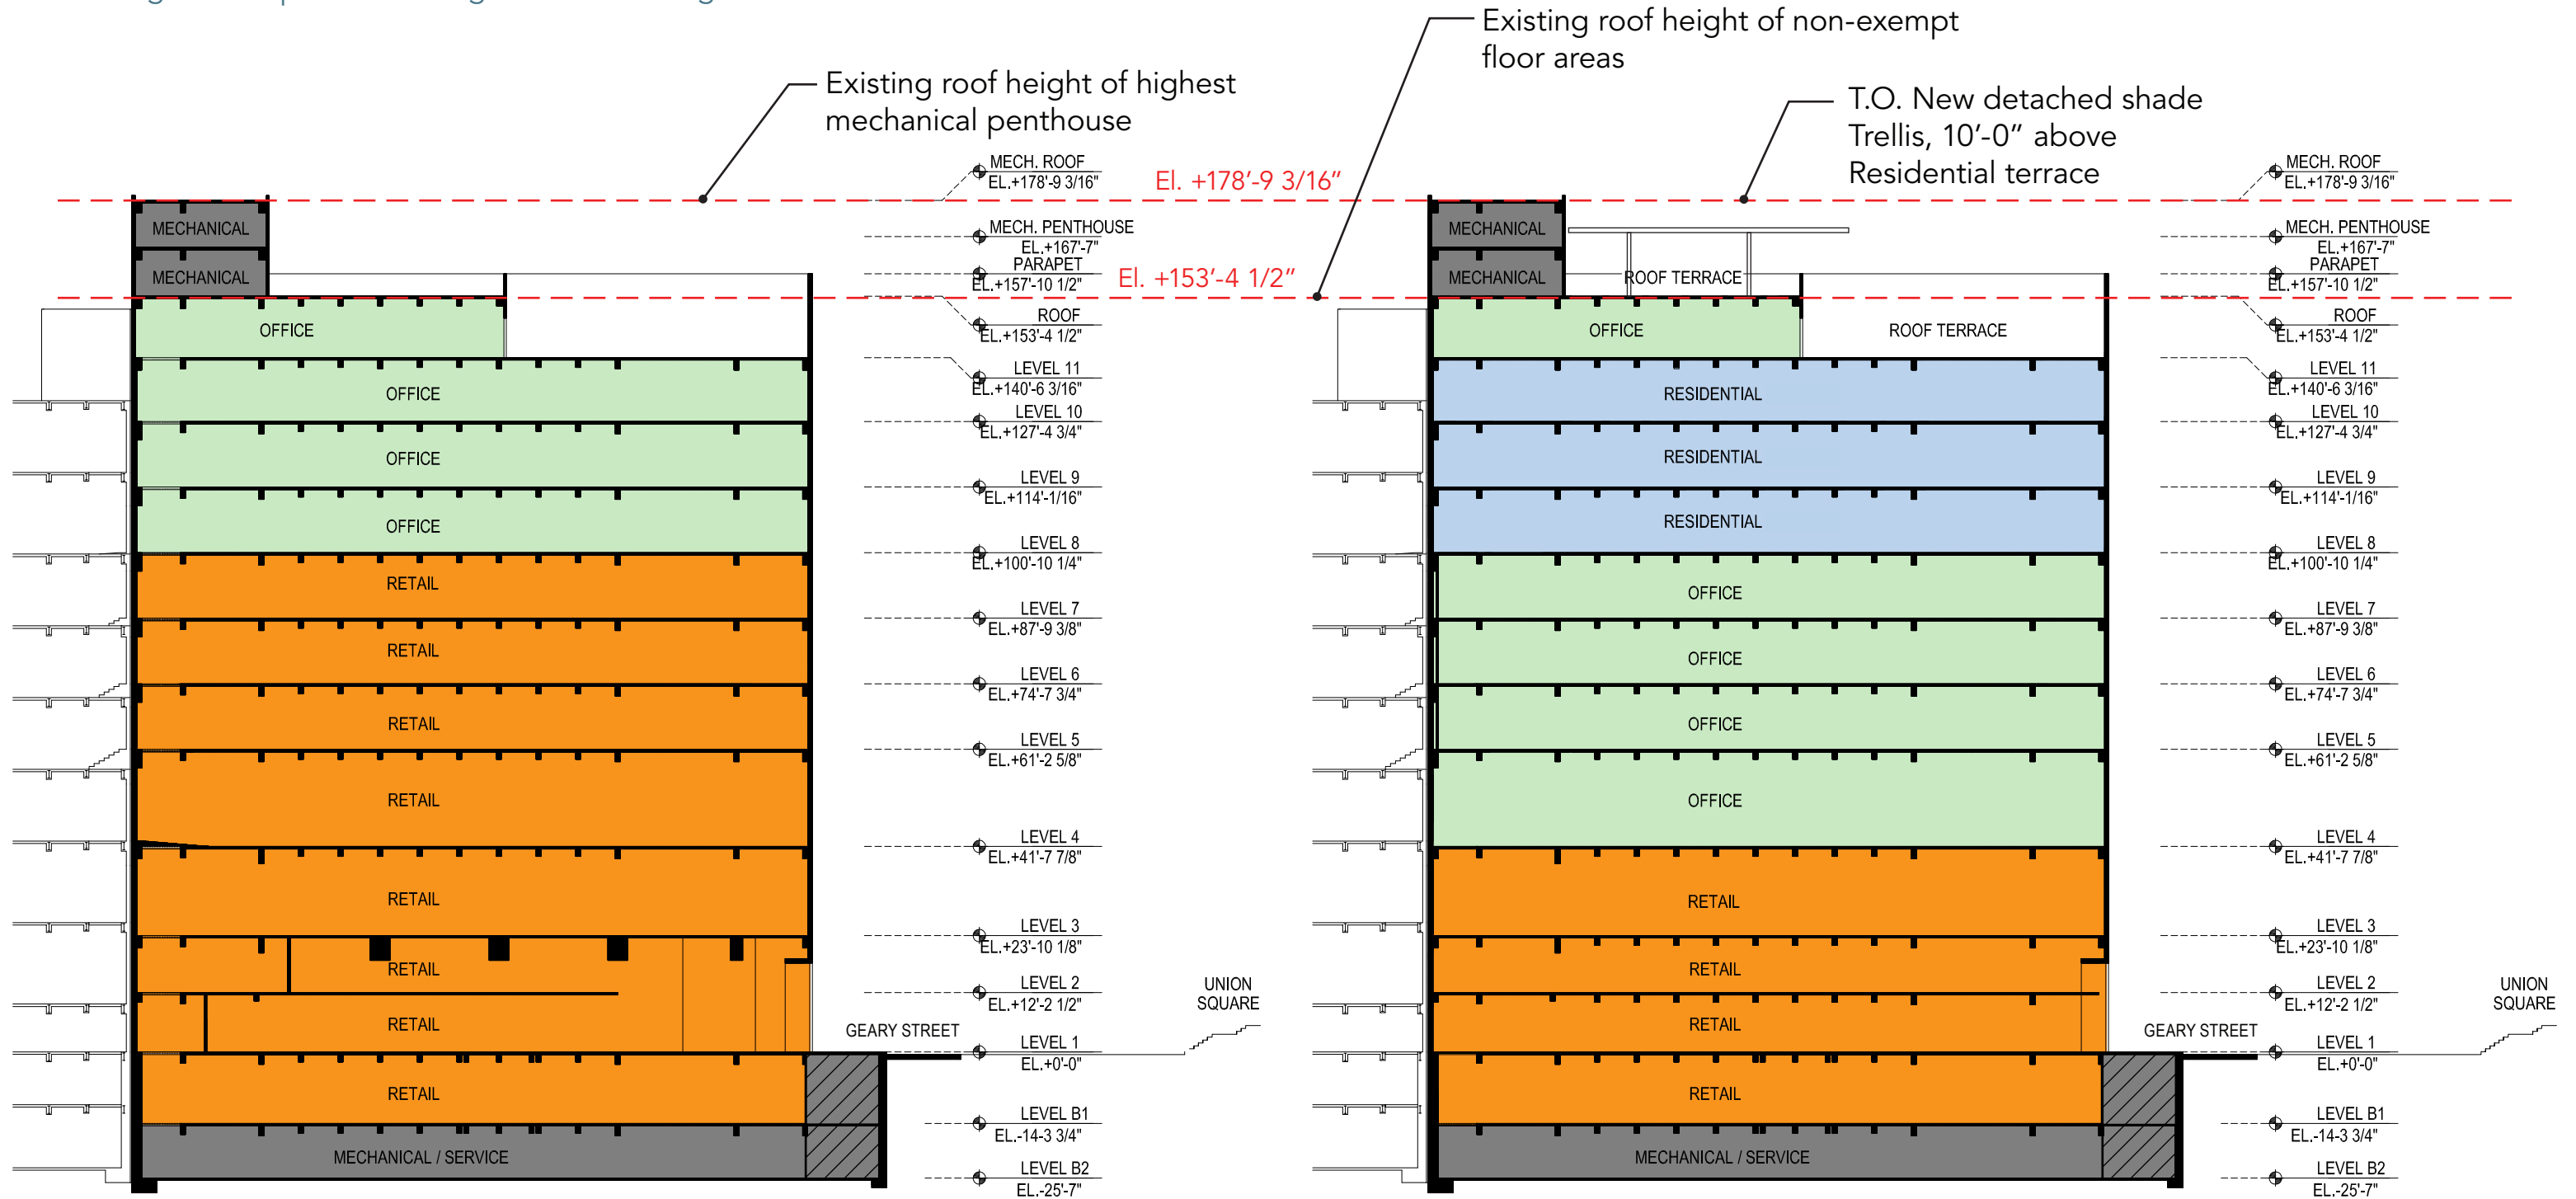 Existing roof height of highest
mechanical penthouse
Existing roof height of non-exempt
floor areas
T.O. New detached shade
Trellis, 10’-0” above
Residential terrace
El. +178’-9 3/16”
El. +153’-4 1/2”
MECHANICAL
MECHANICAL
OFFICE
OFFICE
OFFICE
OFFICE
RETAIL
RETAIL
RETAIL
RETAIL
RETAIL
RETAIL
RETAIL
RETAIL
MECHANICAL / SERVICE
MECH. ROOF
EL.+178'-9 3/16"
MECH. PENTHOUSE
EL.+167'-7"
PARAPET
+157'-10 1/2"
ROOF
EL.+153'-4 1/2"
LEVEL 11
EL.+140'-6 3/16"
LEVEL 10
EL.+127'-4 3/4"
LEVEL 9
EL.+114'-1/16"
LEVEL 8
EL.+100'-10 1/4"
LEVEL 7
EL.+87'-9 3/8"
LEVEL 6
EL.+74'-7 3/4"
LEVEL 5
EL.+61'-2 5/8"
LEVEL 4
EL.+41'-7 7/8"
LEVEL 3
EL.+23'-10 1/8"
LEVEL 2
EL.+12'-2 1/2"
LEVEL 1
EL.+0'-0"
LEVEL B1
EL.-14-3 3/4"
LEVEL B2
EL.-25'-7"
GEARY STREET
UNION
SQUARE
MECHANICAL
MECHANICAL
ROOF TERRACE
OFFICE
ROOF TERRACE
RESIDENTIAL
RESIDENTIAL
RESIDENTIAL
OFFICE
OFFICE
OFFICE
OFFICE
RETAIL
RETAIL
RETAIL
RETAIL
MECHANICAL / SERVICE
MECH. ROOF
EL.+178'-9 3/16"
MECH. PENTHOUSE
EL.+167'-7"
PARAPET
EL.+157'-10 1/2"
ROOF
EL.+153'-4 1/2"
LEVEL 11
EL.+140'-6 3/16"
LEVEL 10
EL.+127'-4 3/4"
LEVEL 9
EL.+114'-1/16"
LEVEL 8
EL.+100'-10 1/4"
LEVEL 7
EL.+87'-9 3/8"
LEVEL 6
EL.+74'-7 3/4"
LEVEL 5
EL.+61'-2 5/8"
LEVEL 4
EL.+41'-7 7/8"
LEVEL 3
EL.+23'-10 1/8"
LEVEL 2
EL.+12'-2 1/2"
LEVEL 1
EL.+0'-0"
LEVEL B1
EL.-14-3 3/4"
LEVEL B2
EL.-25'-7"
GEARY STREET
UNION
SQUARE